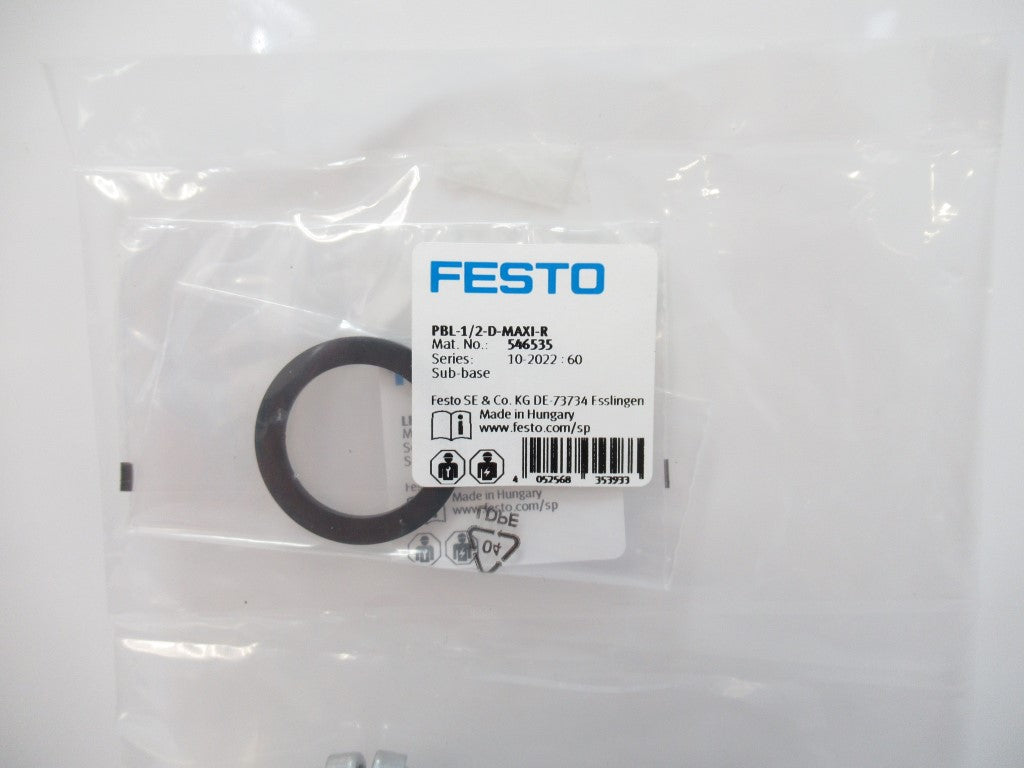 FESTO
PBL-1/2-D-MAXI-R
Mat. No.: 546535
Series: 10-2022 : 60
Sub-base
Festo SE & Co. KG DE-73734 Esslingen
Made in Hungary
www.festo.com/sp
4 052568 353933
Made in Hungary
www.festo.com/sp
LDPE
04